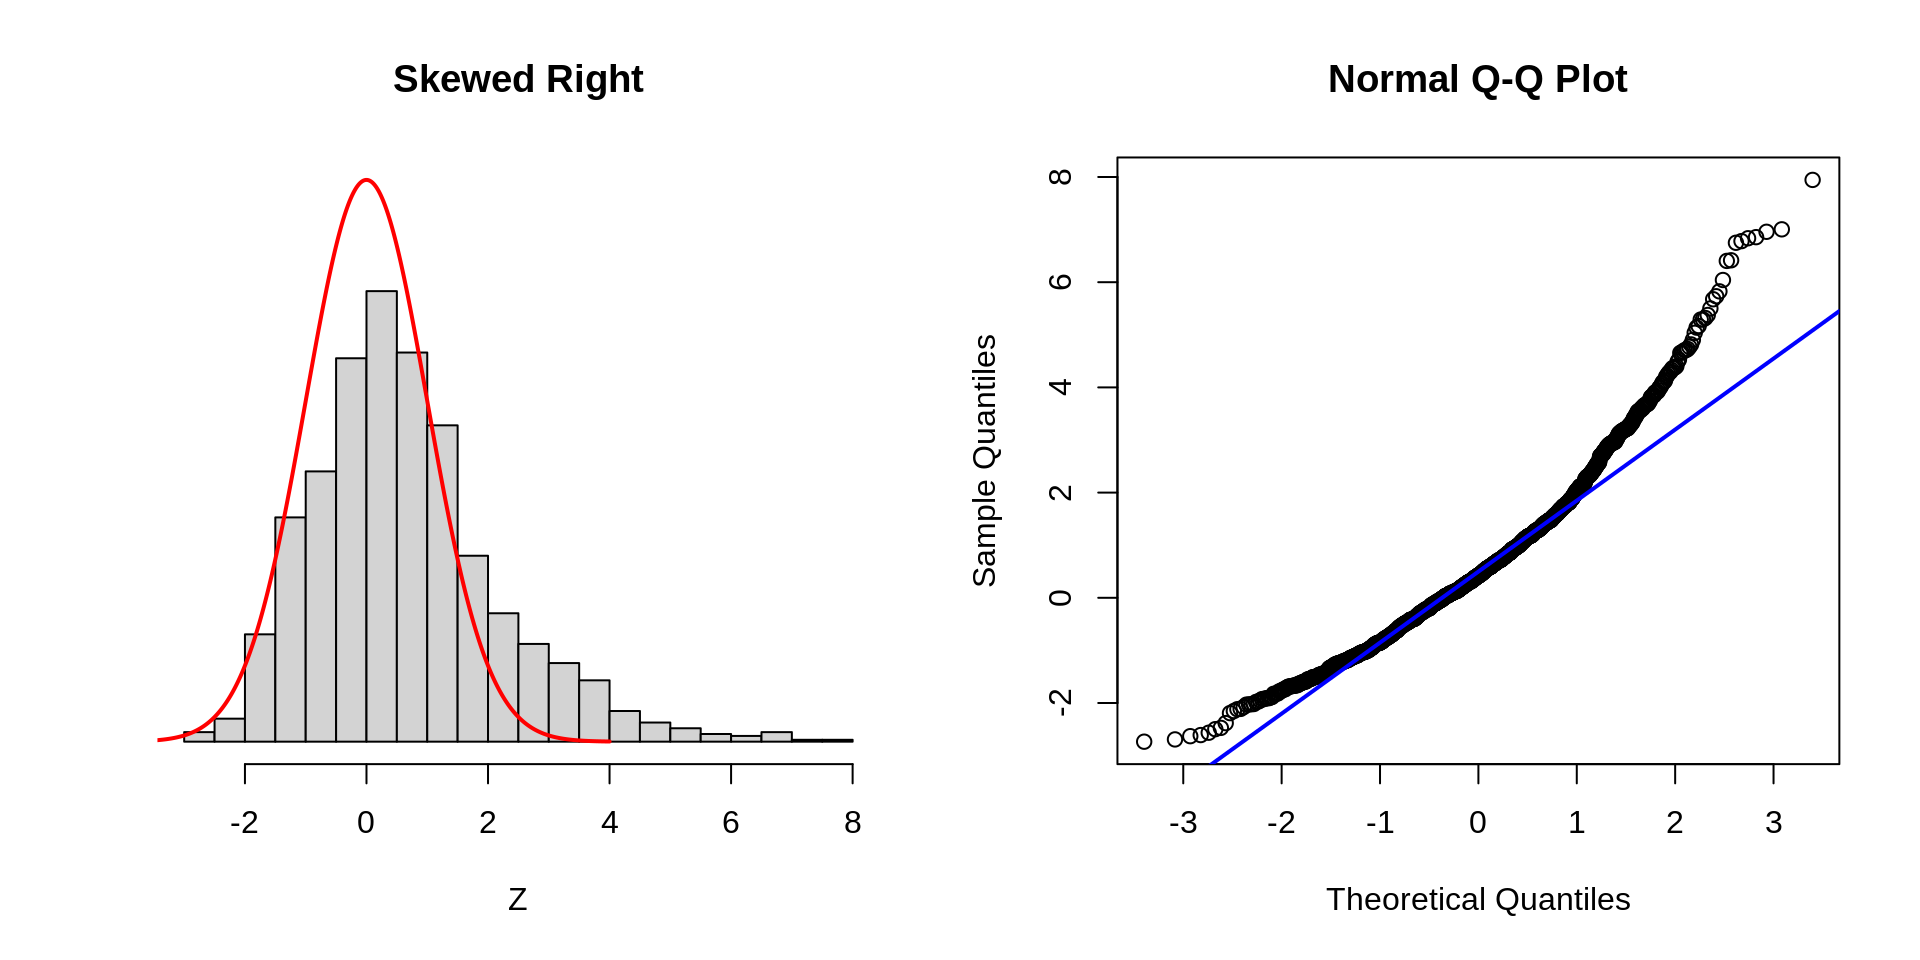 Skewed Right
-2 0 2 4 6 8
Z
Normal Q-Q Plot
Sample Quantiles
-2 0 2 4 6 8
-3 -2 -1 0 1 2 3
Theoretical Quantiles